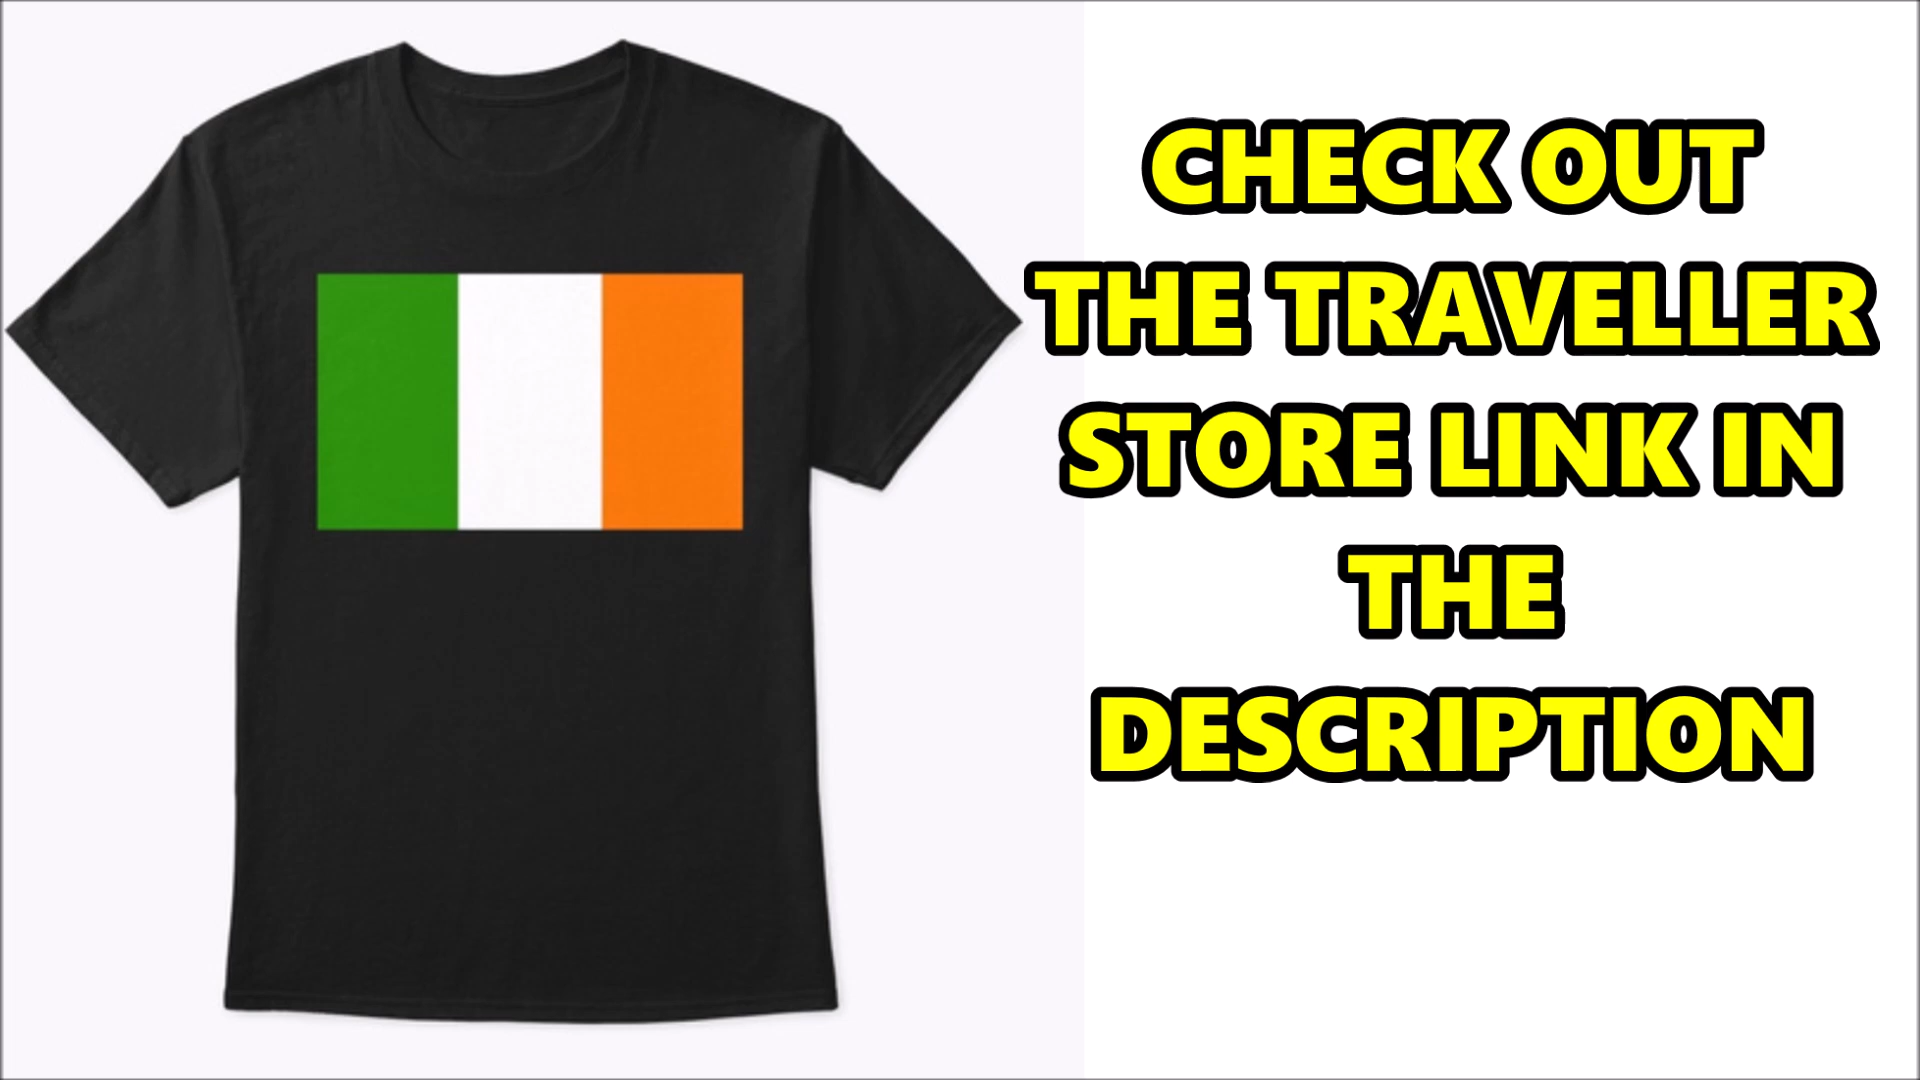 CHECK OUT
THE TRAVELLER
STORE LINK IN
THE
DESCRIPTION